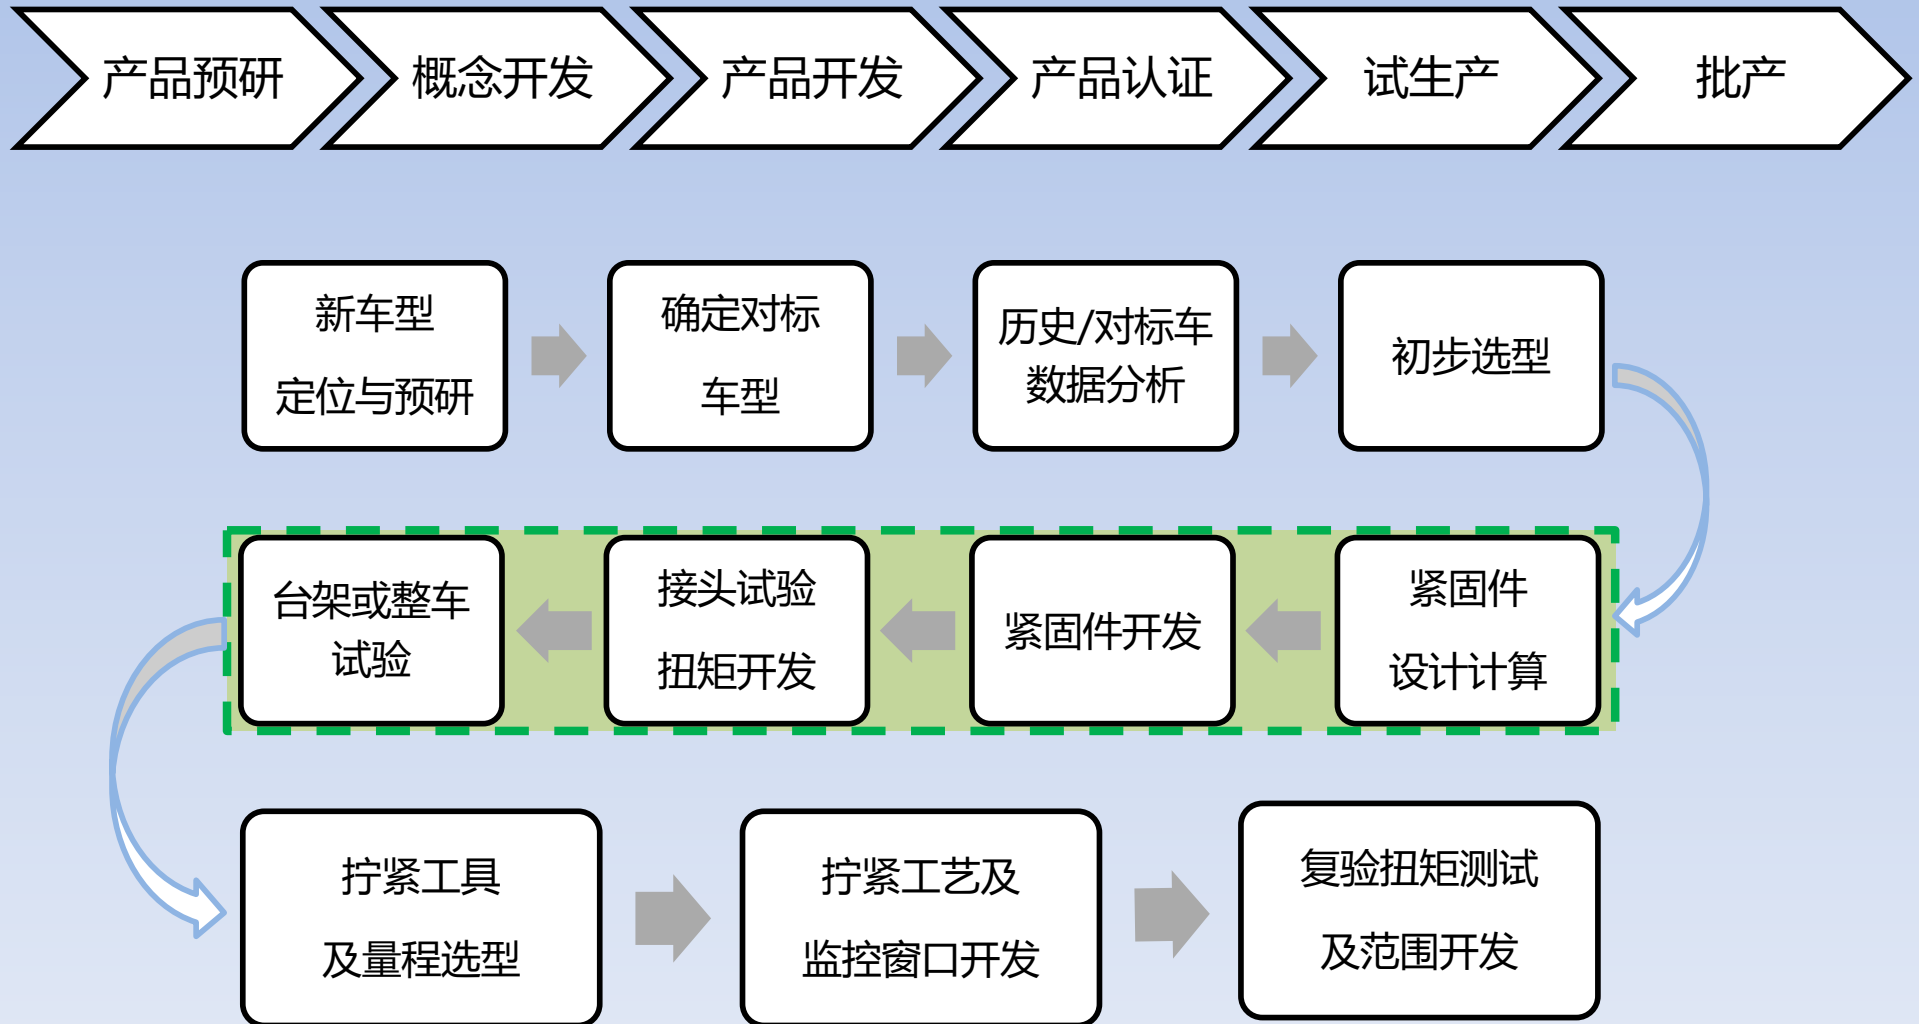 产品预研
概念开发
产品开发
产品认证
试生产
批产
新车型
定位与预研
确定对标
车型
历史/对标车
数据分析
初步选型
台架或整车
试验
接头试验
扭矩开发
紧固件开发
紧固件
设计计算
拧紧工具
及量程选型
拧紧工艺及
监控窗口开发
复验扭矩测试
及范围开发